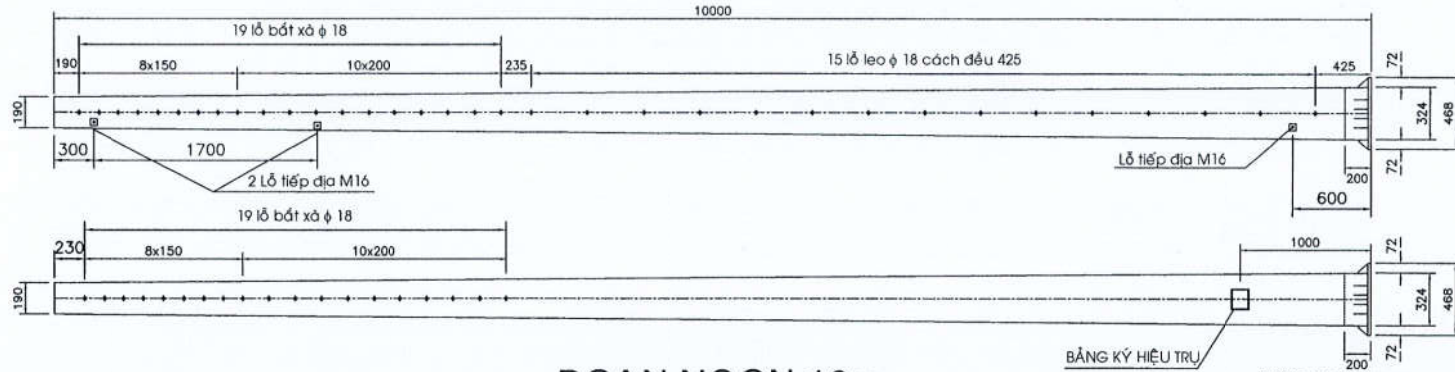 10000
19 lỗ bắt xà ϕ 18
190 8x150 10x200 235 15 lỗ leo ϕ 18 cách đều 425 425 72
190 324 468
300 1700 Lỗ tiếp địa M16 200 72
2 Lỗ tiếp địa M16 600
19 lỗ bắt xà ϕ 18
230 8x150 10x200 1000 72
190 324 468
BẢNG KÝ HIỆU TRỤ 200 72